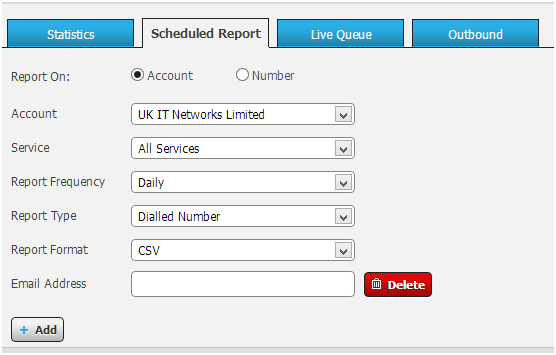 Statistics Scheduled Report Live Queue Outbound
Report On: Account Number
Account UK IT Networks Limited
Service All Services
Report Frequency Daily
Report Type Dialled Number
Report Format CSV
Email Address Delete
+ Add